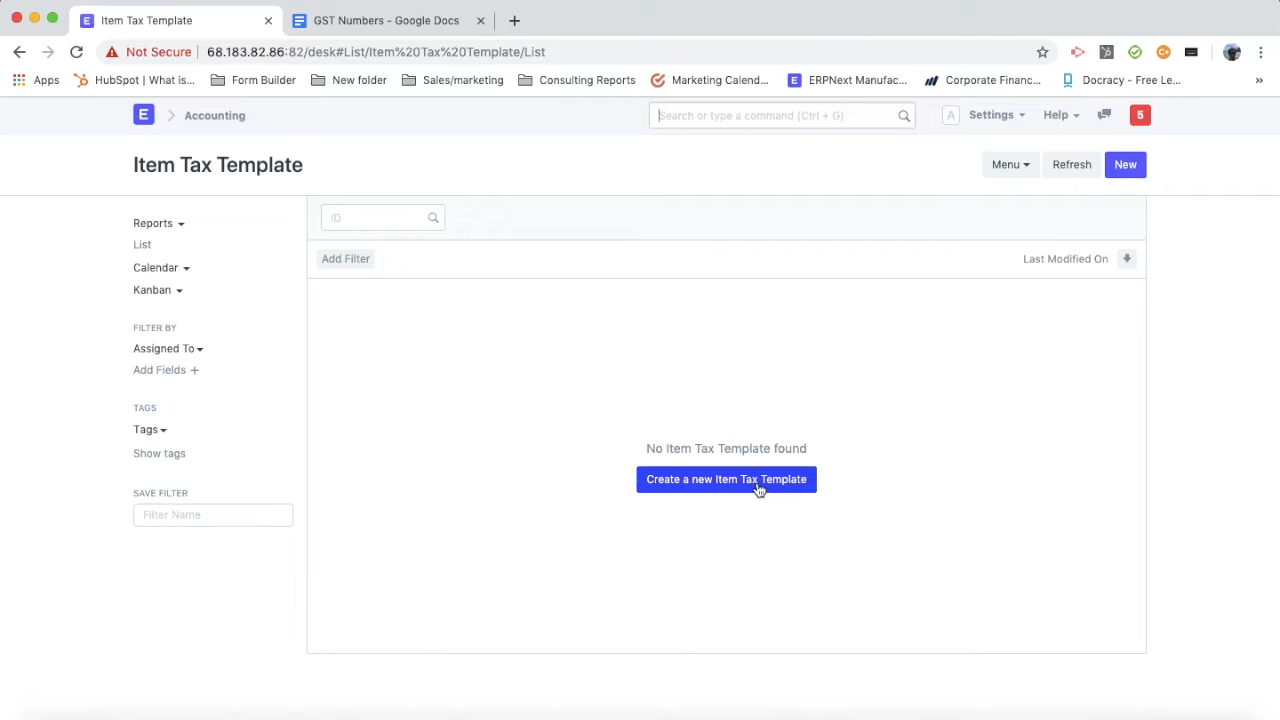 E Item Tax Template
GST Numbers - Google Docs
Not Secure 68.183.82.86:82/desk#List/Item%20Tax%20Template/List
Apps HubSpot | What is... Form Builder New folder Sales/marketing Consulting Reports Marketing Calend... E ERPNext Manufac... Corporate Financ... Docracy - Free Le... »
E Accounting Search or type a command (Ctrl + G) A Settings Help 5
Item Tax Template Menu Refresh New
Reports
List
Calendar
Kanban
FILTER BY
Assigned To
Add Fields +
TAGS
Tags
Show tags
SAVE FILTER
Filter Name
ID
Add Filter Last Modified On
No Item Tax Template found
Create a new Item Tax Template